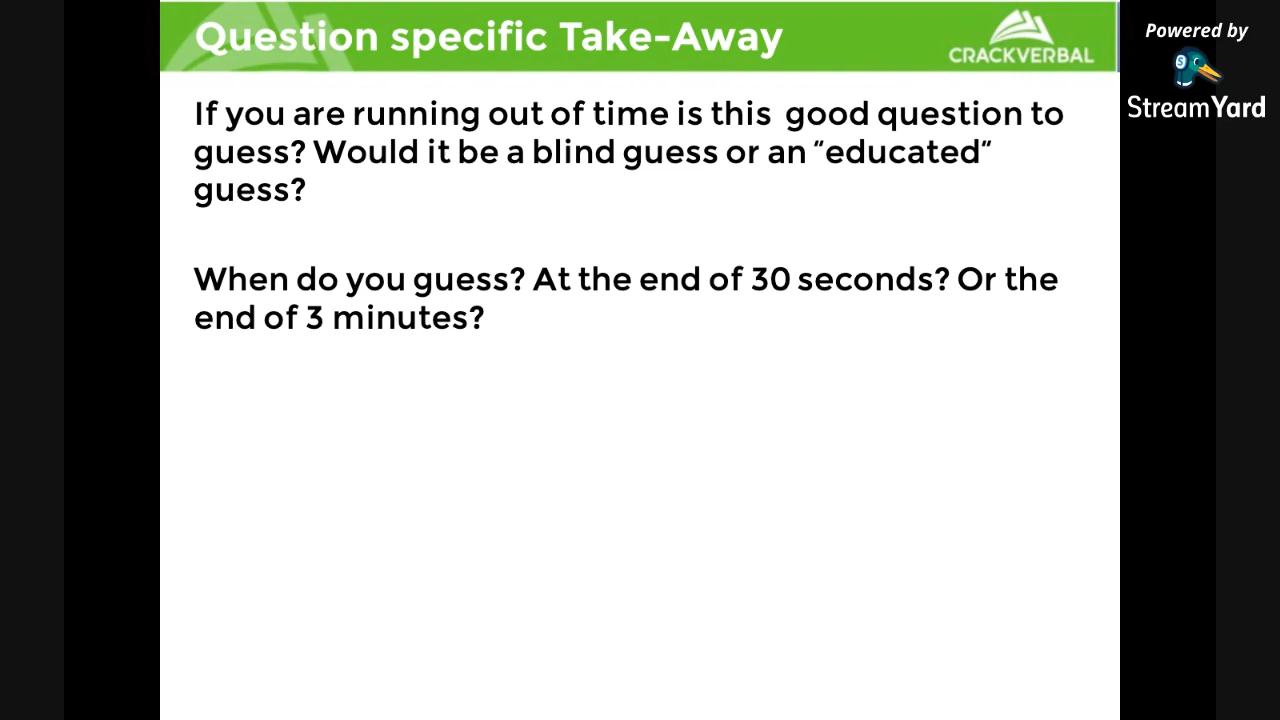 Question specific Take-Away
CRACKVERBAL
Powered by
S
StreamYard
If you are running out of time is this  good question to
guess? Would it be a blind guess or an “educated“
guess?
When do you guess? At the end of 30 seconds? Or the
end of 3 minutes?